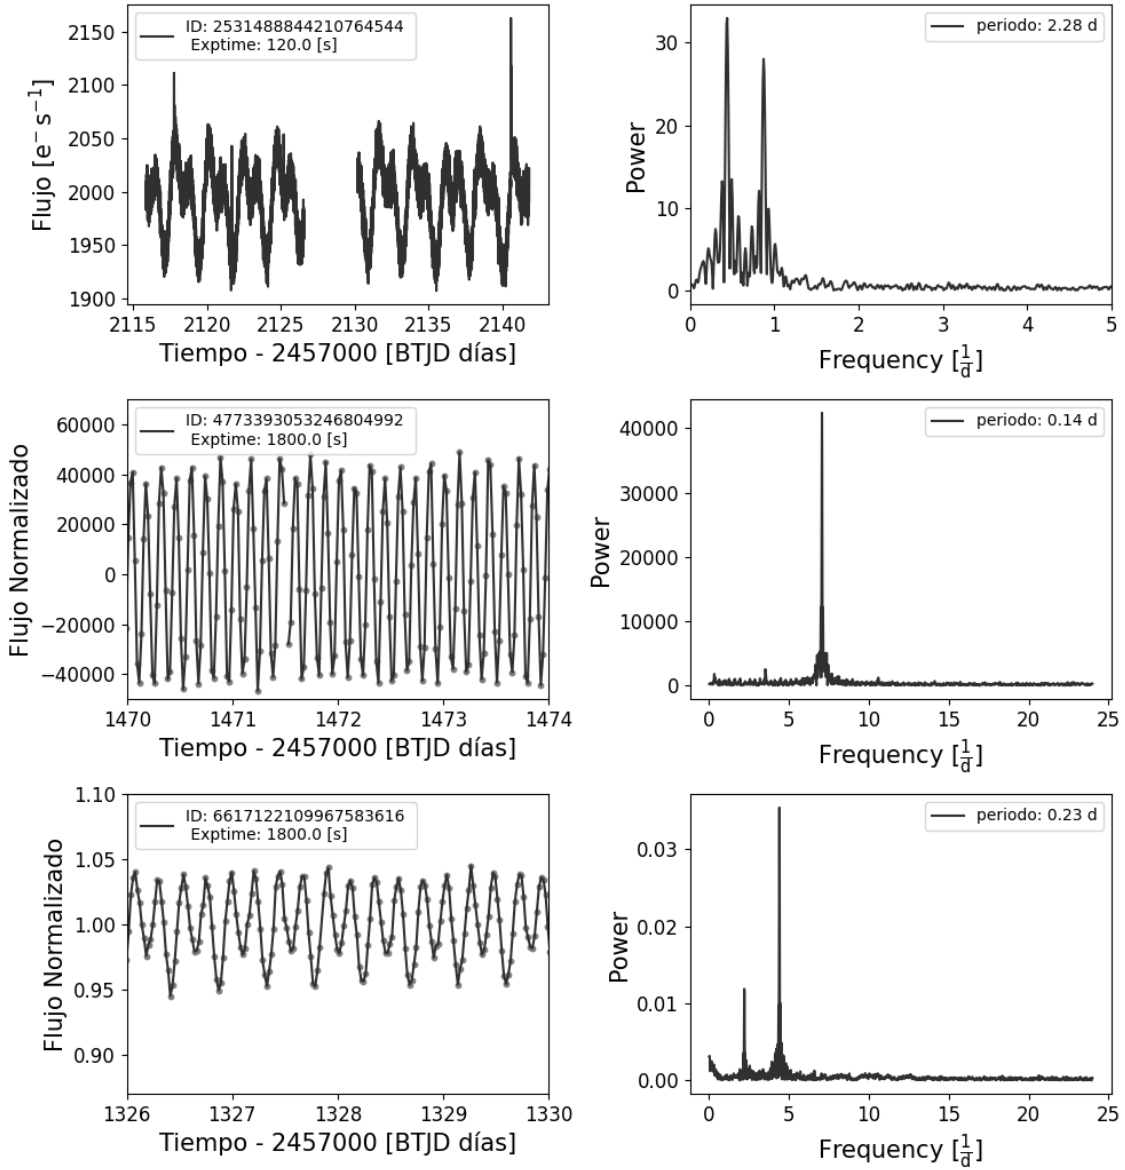 2150
2100
2050
2000
1950
1900
Flujo [e⁻ s⁻¹]
ID: 2531488844210764544
Exptime: 120.0 [s]
2115 2120 2125 2130 2135 2140
Tiempo - 2457000 [BTJD días]
30
20
10
0
Power
periodo: 2.28 d
0 1 2 3 4 5
Frequency [1/d]
60000
40000
20000
0
−20000
−40000
Flujo Normalizado
ID: 4773393053246804992
Exptime: 1800.0 [s]
1470 1471 1472 1473 1474
Tiempo - 2457000 [BTJD días]
40000
30000
20000
10000
0
Power
periodo: 0.14 d
0 5 10 15 20 25
Frequency [1/d]
1.10
1.05
1.00
0.95
0.90
Flujo Normalizado
ID: 6617122109967583616
Exptime: 1800.0 [s]
1326 1327 1328 1329 1330
Tiempo - 2457000 [BTJD días]
0.03
0.02
0.01
0.00
Power
periodo: 0.23 d
0 5 10 15 20 25
Frequency [1/d]